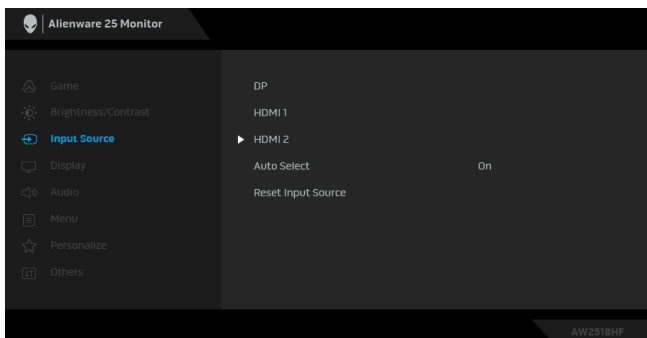 Alienware 25 Monitor
Game
Brightness/Contrast
Input Source
Display
Audio
Menu
Personalize
Others
DP
HDMI 1
HDMI 2
Auto Select On
Reset Input Source
AW2518HF